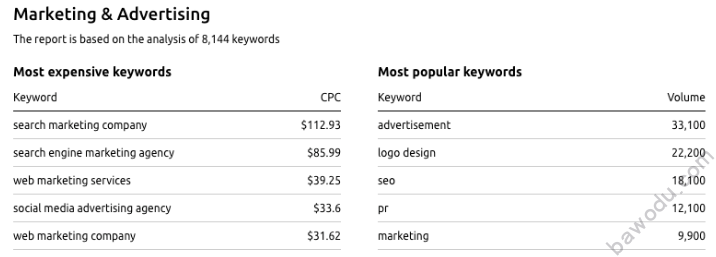 Marketing & Advertising
The report is based on the analysis of 8,144 keywords
Most expensive keywords
Keyword CPC
search marketing company $112.93
search engine marketing agency $85.99
web marketing services $39.25
social media advertising agency $33.6
web marketing company $31.62
Most popular keywords
Keyword Volume
advertisement 33,100
logo design 22,200
seo 18,100
pr 12,100
marketing 9,900
bawodu.com